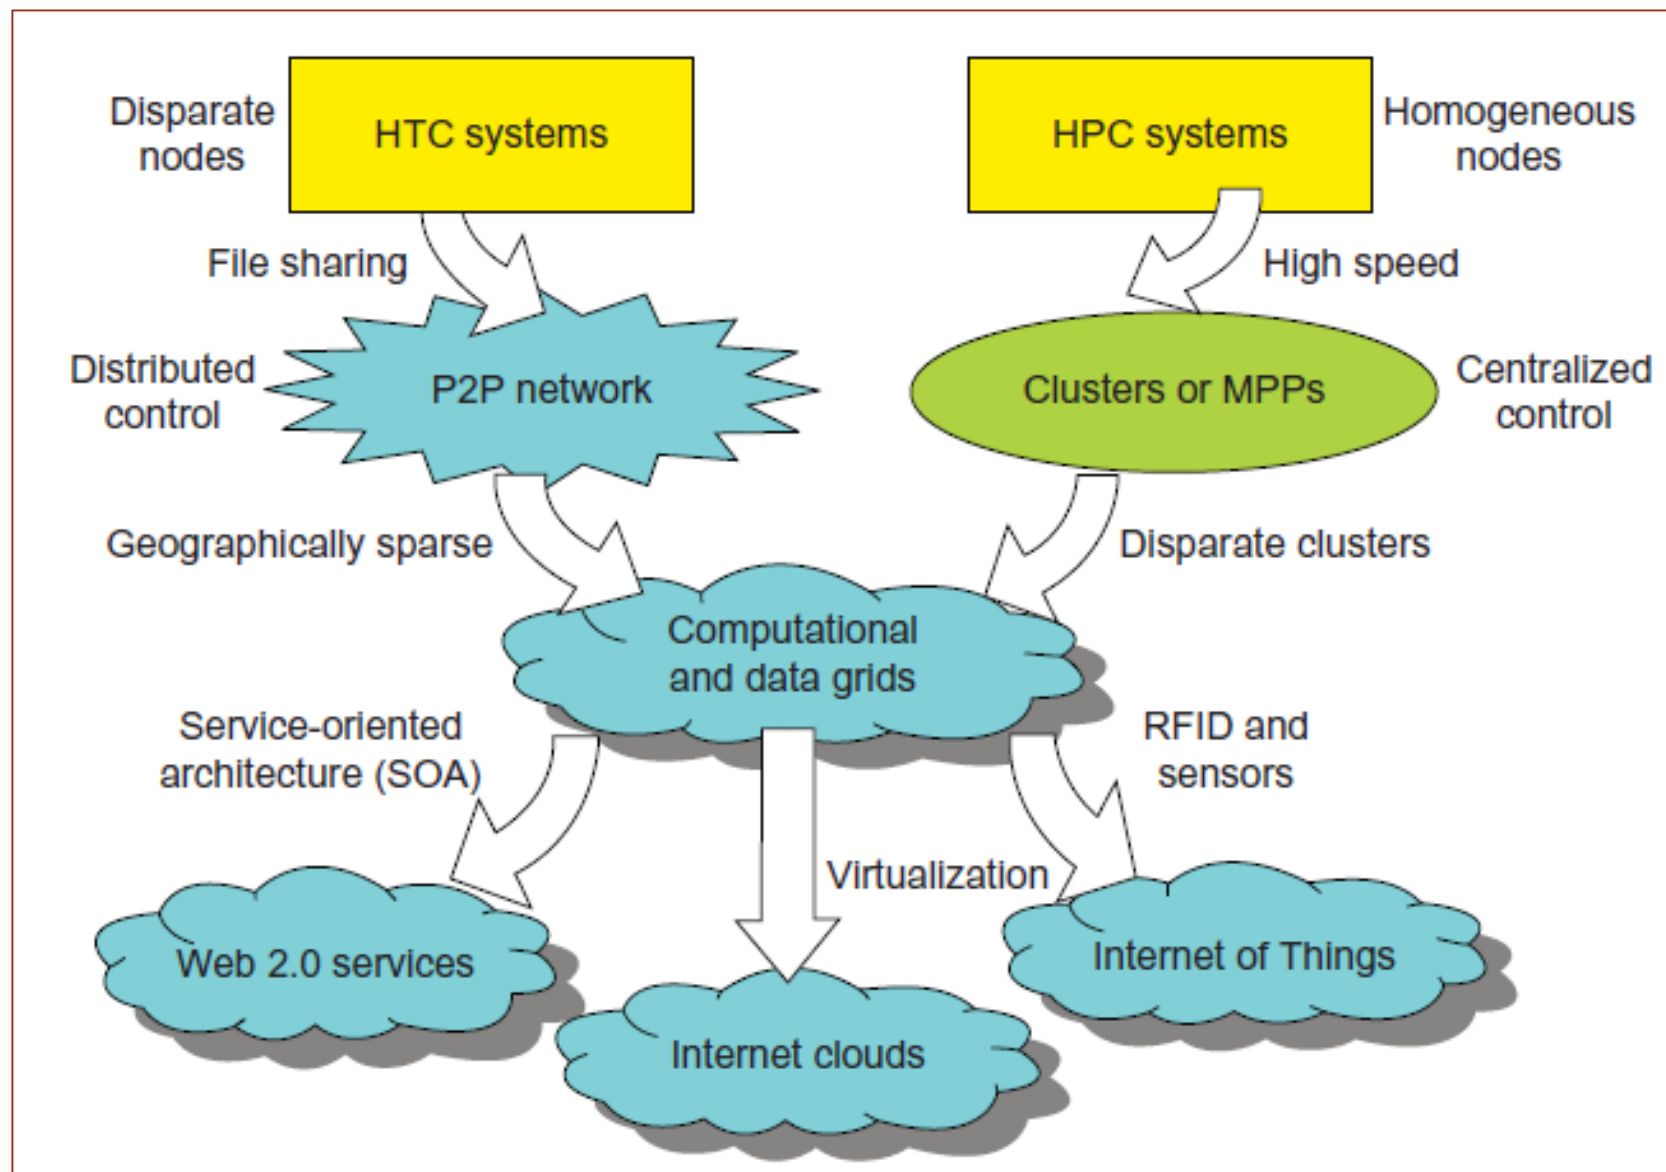 Disparate
nodes
HTC systems
HPC systems
Homogeneous
nodes
File sharing
High speed
Distributed
control
P2P network
Clusters or MPPs
Centralized
control
Geographically sparse
Disparate clusters
Computational
and data grids
Service-oriented
architecture (SOA)
RFID and
sensors
Virtualization
Web 2.0 services
Internet of Things
Internet clouds